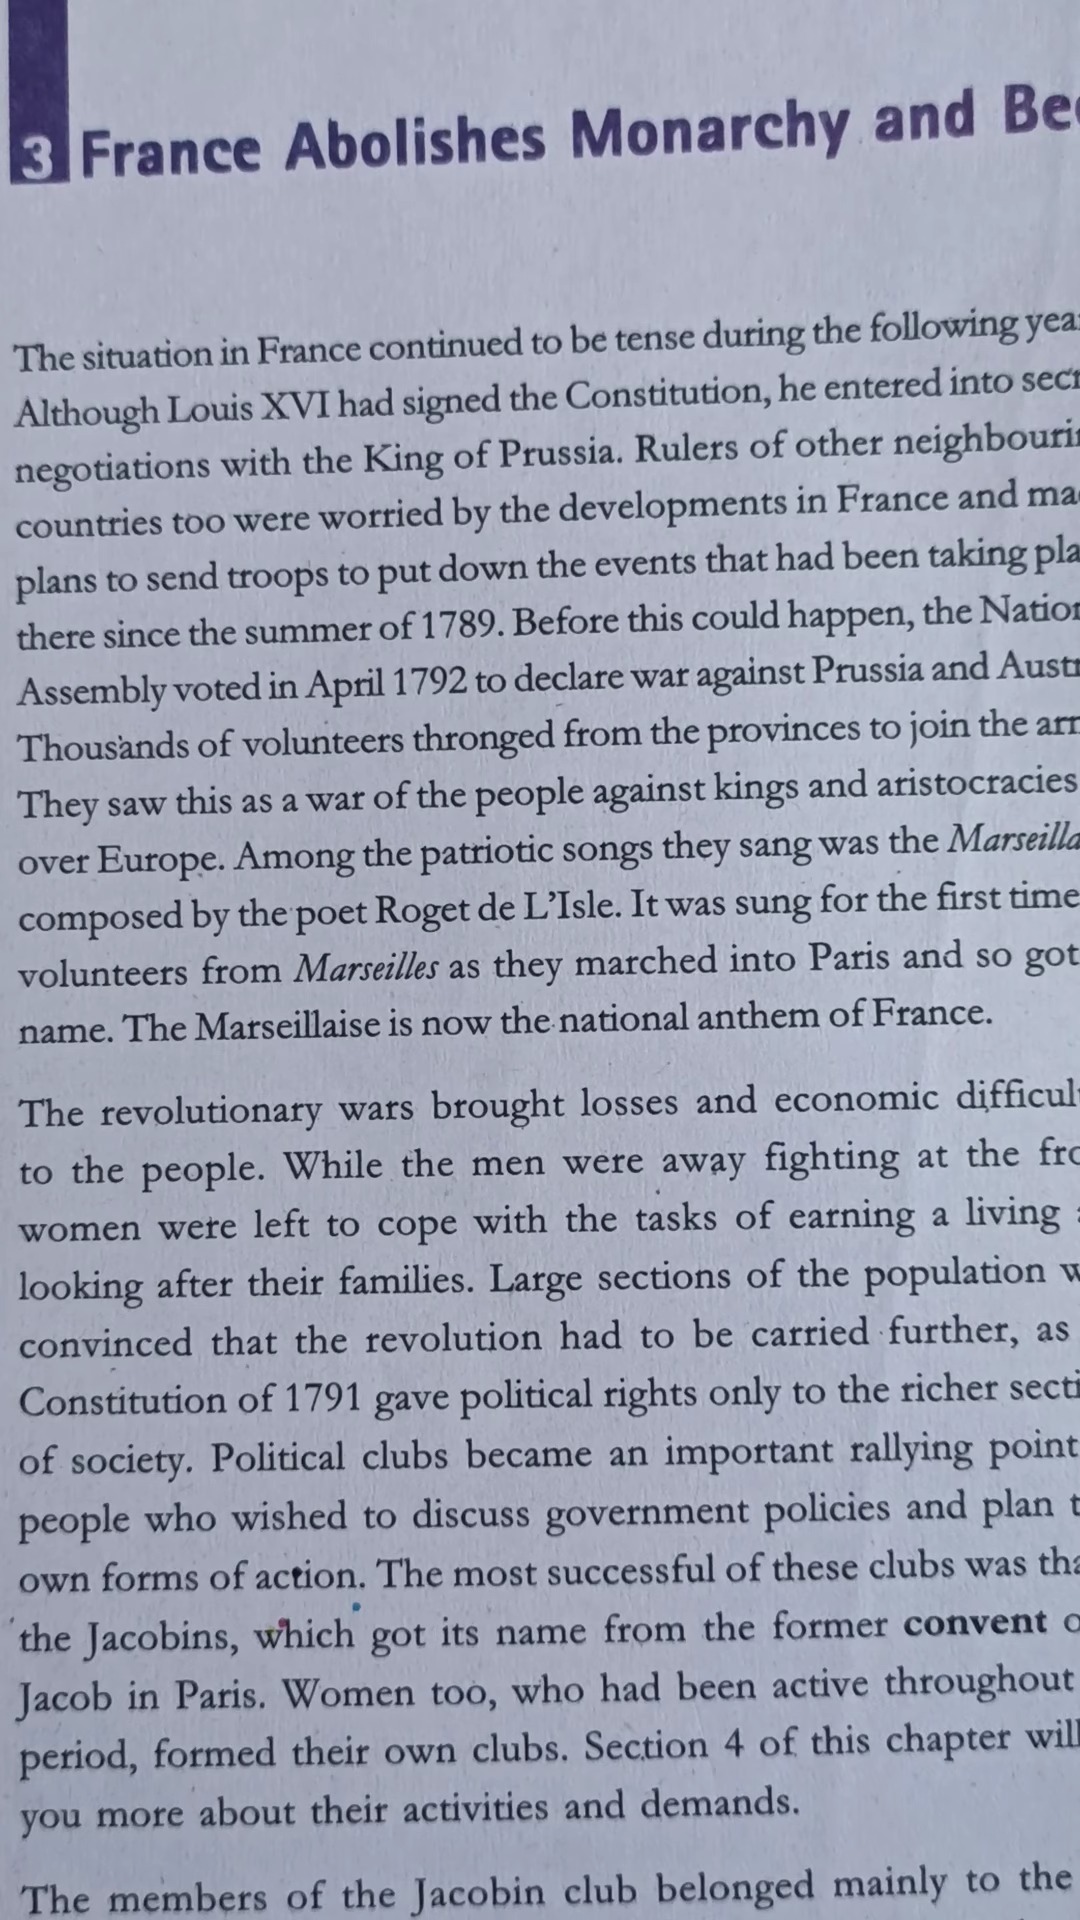 3 France Abolishes Monarchy and
The situation in France continued to be tense during the following
Although Louis XVI had signed the Constitution, he entered into
negotiations with the King of Prussia. Rulers of other
countries too were worried by the developments in France and
plans to send troops to put down the events that had been taking
there since the summer of 1789. Before this could happen, the
Assembly voted in April 1792 to declare war against Prussia and
Thousands of volunteers thronged from the provinces to join the
They saw this as a war of the people against kings and aristocracies
over Europe. Among the patriotic songs they sang was the
composed by the poet Roget de L'Isle. It was sung for the first time
volunteers from Marseilles as they marched into Paris and so got
name. The Marseillaise is now the national anthem of France.
The revolutionary wars brought losses and economic
to the people. While the men were away fighting at the
women were left to cope with the tasks of earning a living
looking after their families. Large sections of the population
convinced that the revolution had to be carried further, as
Constitution of 1791 gave political rights only to the richer
of society. Political clubs became an important rallying point
people who wished to discuss government policies and plan
own forms of action. The most successful of these clubs was
the Jacobins, which got its name from the former convent
Jacob in Paris. Women too, who had been active throughout
period, formed their own clubs. Section 4 of this chapter will
you more about their activities and demands.
The members of the Jacobin club belonged mainly to the